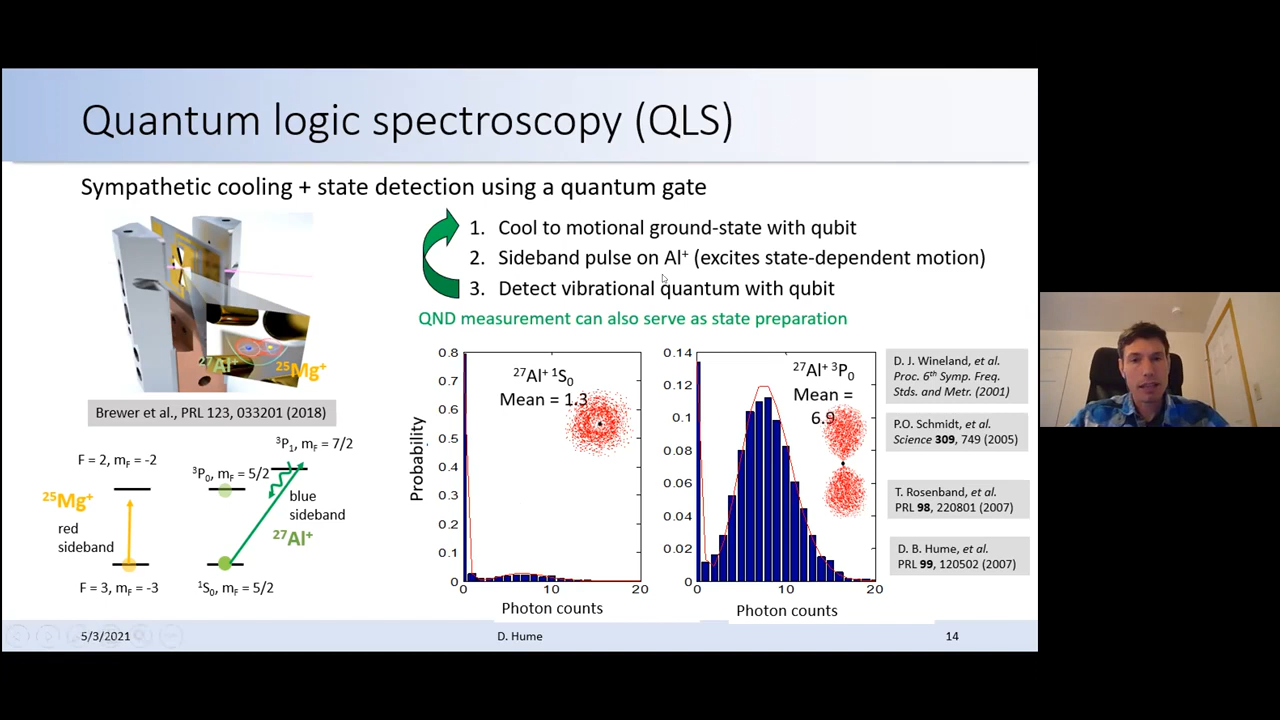 Quantum logic spectroscopy (QLS)
Sympathetic cooling + state detection using a quantum gate
1. Cool to motional ground-state with qubit
2. Sideband pulse on Al⁺ (excites state-dependent motion)
3. Detect vibrational quantum with qubit
QND measurement can also serve as state preparation
²⁷Al⁺
²⁵Mg⁺
Brewer et al., PRL 123, 033201 (2018)
F = 2, m_F = -2
²⁵Mg⁺
red
sideband
F = 3, m_F = -3
³P₁, m_F = 7/2
³P₀, m_F = 5/2
blue
sideband
²⁷Al⁺
¹S₀, m_F = 5/2
Probability
0.8
0.7
0.6
0.5
0.4
0.3
0.2
0.1
0
²⁷Al⁺ ¹S₀
Mean = 1.3
0 10 20
Photon counts
0.14
0.12
0.1
0.08
0.06
0.04
0.02
0
²⁷Al⁺ ³P₀
Mean =
6.9
0 10 20
Photon counts
D. J. Wineland, et al.
Proc. 6th Symp. Freq.
Stds. and Metr. (2001)
P.O. Schmidt, et al.
Science 309, 749 (2005)
T. Rosenband, et al.
PRL 98, 220801 (2007)
D. B. Hume, et al.
PRL 99, 120502 (2007)
5/3/2021
D. Hume
14